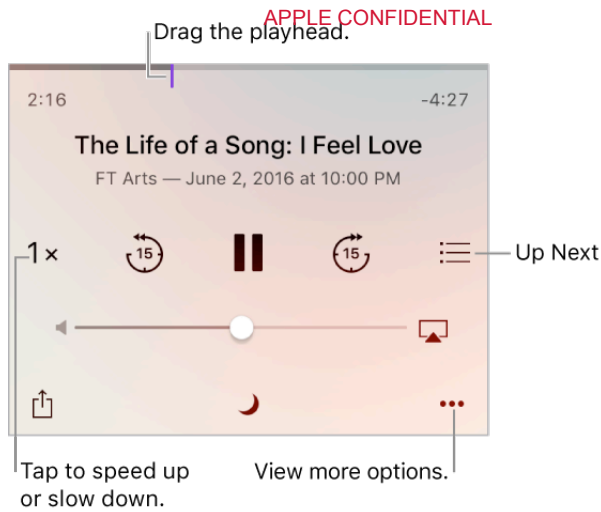 APPLE CONFIDENTIAL
Drag the playhead.
2:16
-4:27
The Life of a Song: I Feel Love
FT Arts — June 2, 2016 at 10:00 PM
1×
15
15
Up Next
Tap to speed up
or slow down.
View more options.